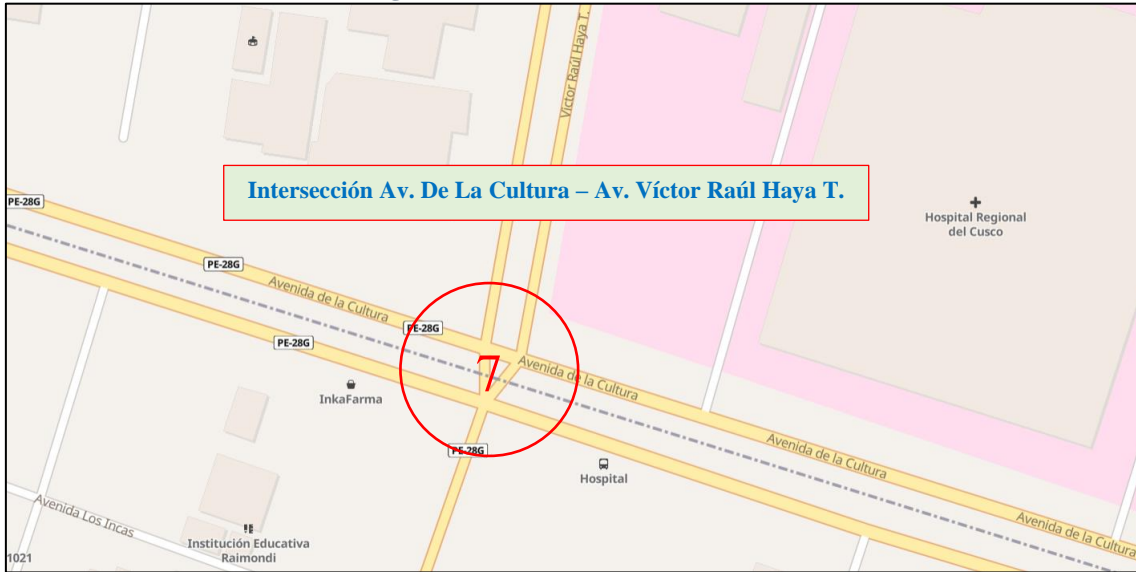 Víctor Raúl Haya T.
Intersección Av. De La Cultura – Av. Víctor Raúl Haya T.
PE-28G
Hospital Regional
del Cusco
PE-28G
Avenida de la Cultura
PE-28G
PE-28G
7
Avenida de la Cultura
InkaFarma
PE-28G
Avenida de la Cultura
Hospital
Avenida Los Incas
Institución Educativa
Raimondi
Avenida de la Cultura
1021